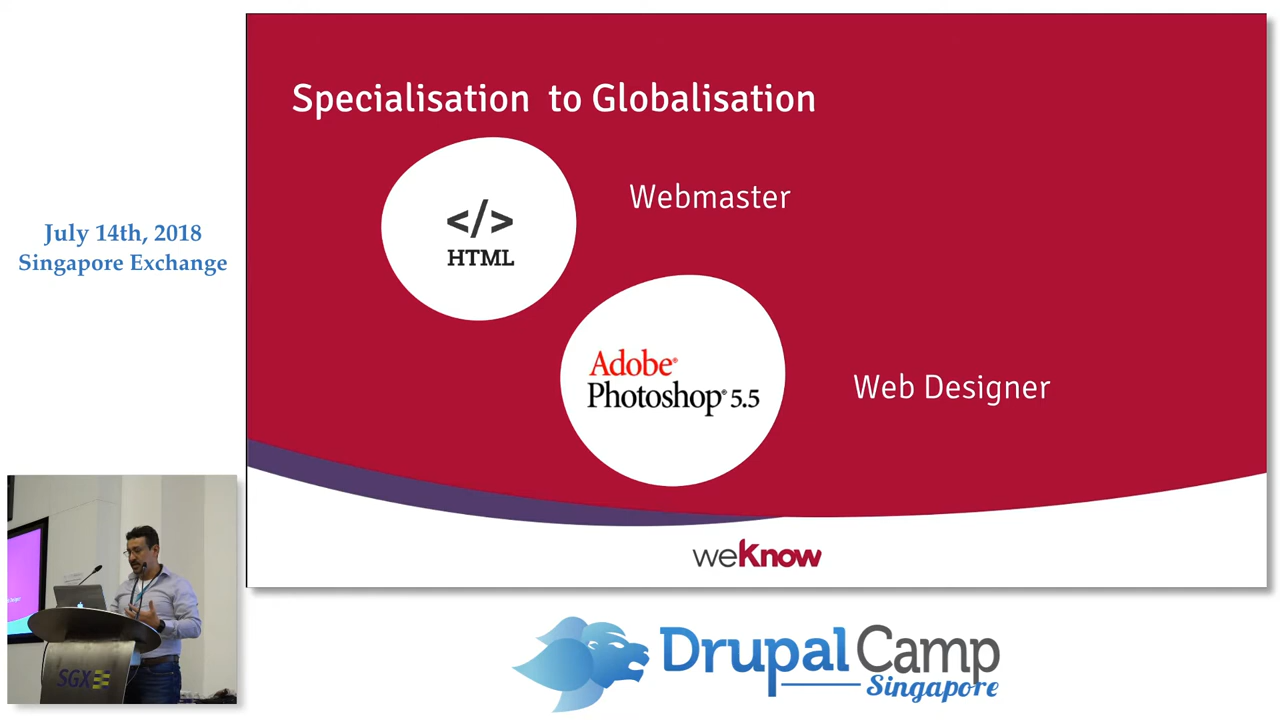 Specialisation to Globalisation
</>
HTML
Webmaster
Adobe®
Photoshop® 5.5
Web Designer
weKnow
July 14th, 2018
Singapore Exchange
SGX
DrupalCamp
Singapore